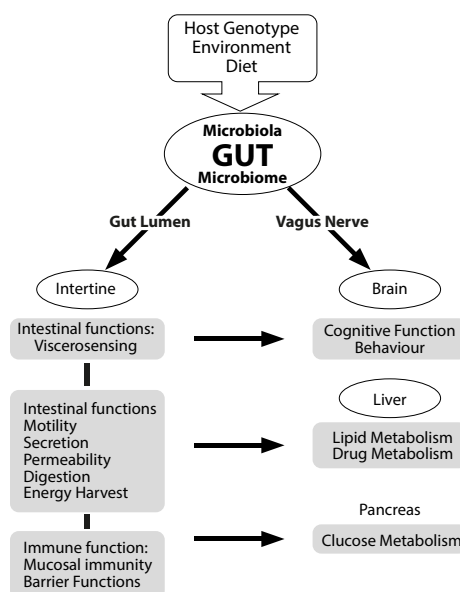 Host Genotype
Environment
Diet
Microbiola
GUT
Microbiome
Gut Lumen
Vagus Nerve
Intertine
Brain
Intestinal functions:
Viscerosensing
Cognitive Function
Behaviour
Liver
Intestinal functions
Motility
Secretion
Permeability
Digestion
Energy Harvest
Lipid Metabolism
Drug Metabolism
Pancreas
Immune function:
Mucosal immunity
Barrier Functions
Clucose Metabolism